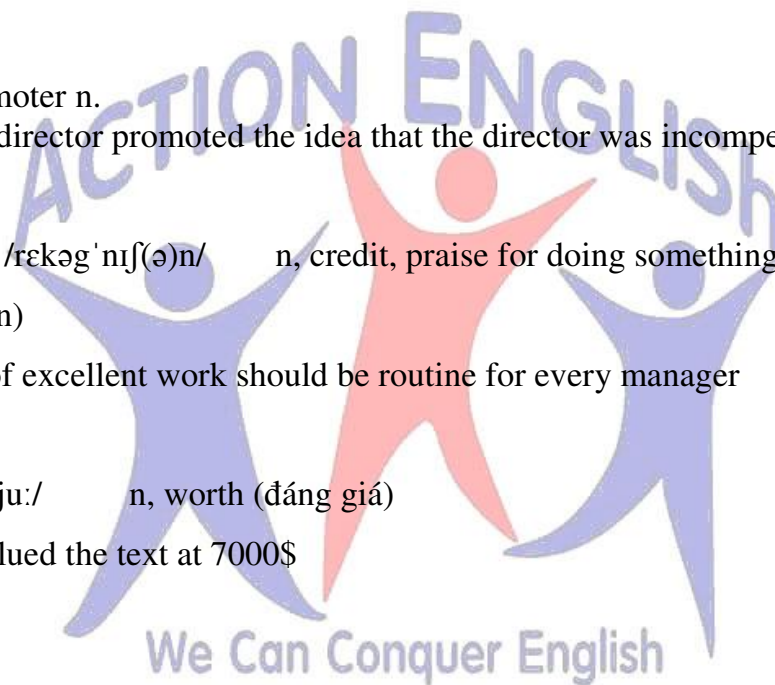 ACTION ENGLISH
moter n.
director promoted the idea that the director was incompe
/rɛkəgˈnɪʃ(ə)n/ n, credit, praise for doing something
n)
of excellent work should be routine for every manager
juː/ n, worth (đáng giá)
lued the text at 7000$
We Can Conquer English